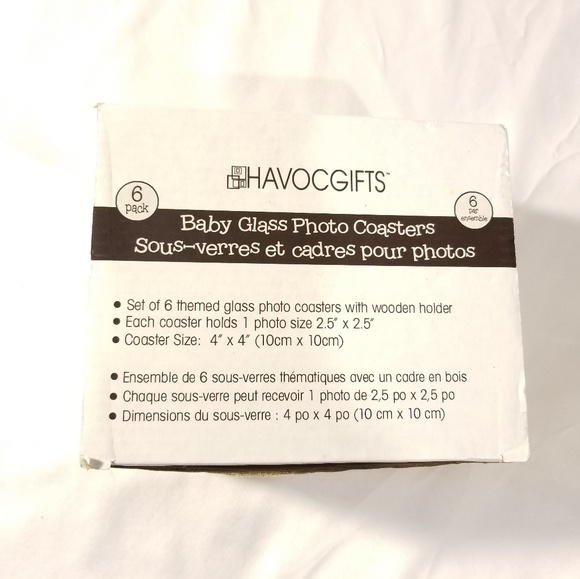 HAVOCGIFTS™
6
pack
6
par
ensemble
Baby Glass Photo Coasters
Sous-verres et cadres pour photos
• Set of 6 themed glass photo coasters with wooden holder
• Each coaster holds 1 photo size 2.5" x 2.5"
• Coaster Size: 4" x 4" (10cm x 10cm)
• Ensemble de 6 sous-verres thématiques avec un cadre en bois
• Chaque sous-verre peut recevoir 1 photo de 2,5 po x 2,5 po
• Dimensions du sous-verre : 4 po x 4 po (10 cm x 10 cm)